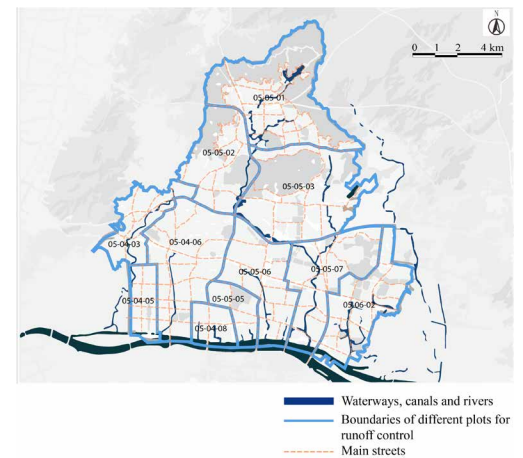 N
0 1 2 4 km
05-05-01
05-05-02
05-05-03
05-04-03
05-04-06
05-05-06
05-05-07
05-04-05
05-05-05
05-06-02
05-04-08
Waterways, canals and rivers
Boundaries of different plots for
runoff control
Main streets